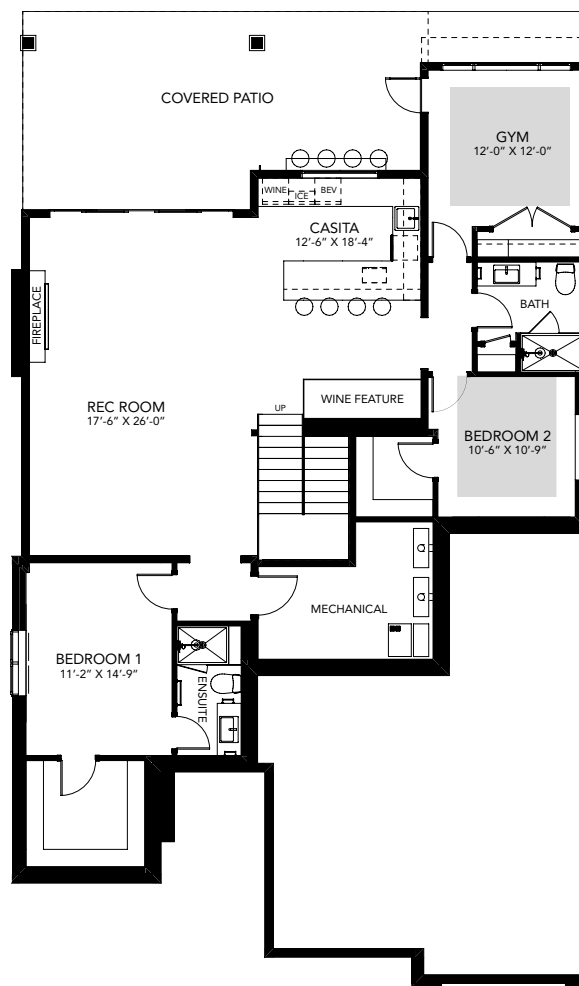 COVERED PATIO
GYM
12’-0” X 12’-0”
WINE
ICE
BEV
CASITA
12’-6” X 18’-4”
BATH
FIREPLACE
REC ROOM
17’-6” X 26’-0”
UP
WINE FEATURE
BEDROOM 2
10’-6” X 10’-9”
MECHANICAL
BEDROOM 1
11’-2” X 14’-9”
ENSUITE